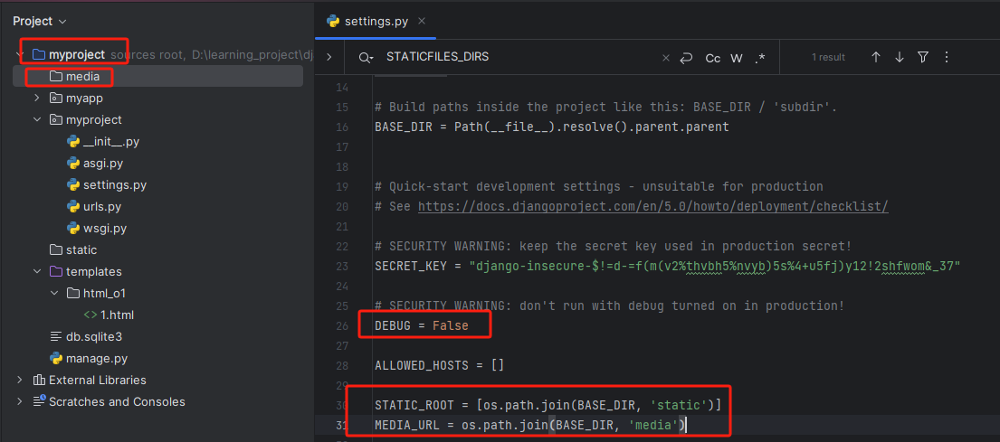 Project
myproject sources root, D:\learning_project\dj
media
myapp
myproject
__init__.py
asgi.py
settings.py
urls.py
wsgi.py
static
templates
html_o1
<> 1.html
db.sqlite3
manage.py
External Libraries
Scratches and Consoles
settings.py
STATICFILES_DIRS
Cc W .*
1 result
14
15 # Build paths inside the project like this: BASE_DIR / 'subdir'.
16 BASE_DIR = Path(__file__).resolve().parent.parent
17
18
19 # Quick-start development settings - unsuitable for production
20 # See https://docs.djangoproject.com/en/5.0/howto/deployment/checklist/
21
22 # SECURITY WARNING: keep the secret key used in production secret!
23 SECRET_KEY = "django-insecure-$!=d-=f(m(v2%thvbh5%nvyb)5s%4+u5fj)y12!2shfwom&_37"
24
25 # SECURITY WARNING: don't run with debug turned on in production!
26 DEBUG = False
27
28 ALLOWED_HOSTS = []
29
30 STATIC_ROOT = [os.path.join(BASE_DIR, 'static')]
31 MEDIA_URL = os.path.join(BASE_DIR, 'media')